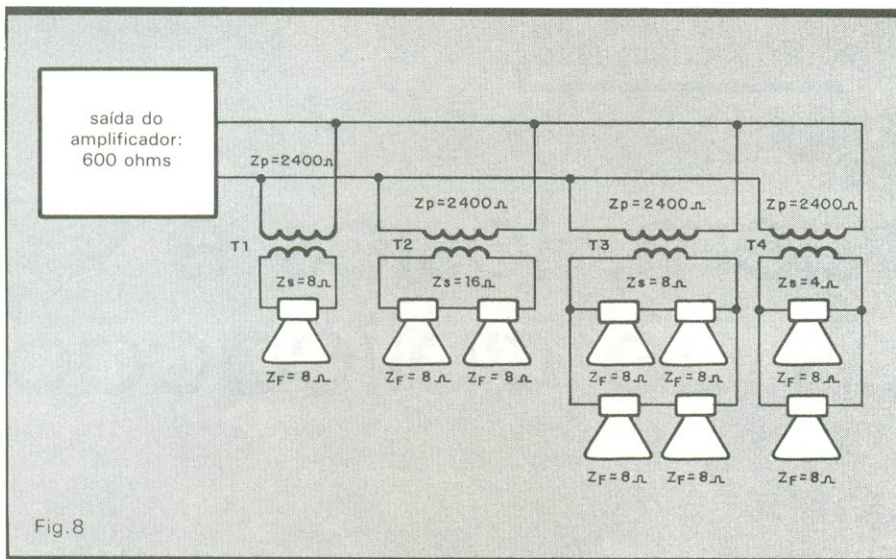 saída do
amplificador:
600 ohms
Zp=2400Ω
Zp=2400Ω
Zp=2400Ω
Zp=2400Ω
T1
T2
T3
T4
Zs=8Ω
Zs=16Ω
Zs=8Ω
Zs=4Ω
ZF=8Ω
ZF=8Ω
ZF=8Ω
ZF=8Ω
ZF=8Ω
ZF=8Ω
ZF=8Ω
ZF=8Ω
ZF=8Ω
Fig.8